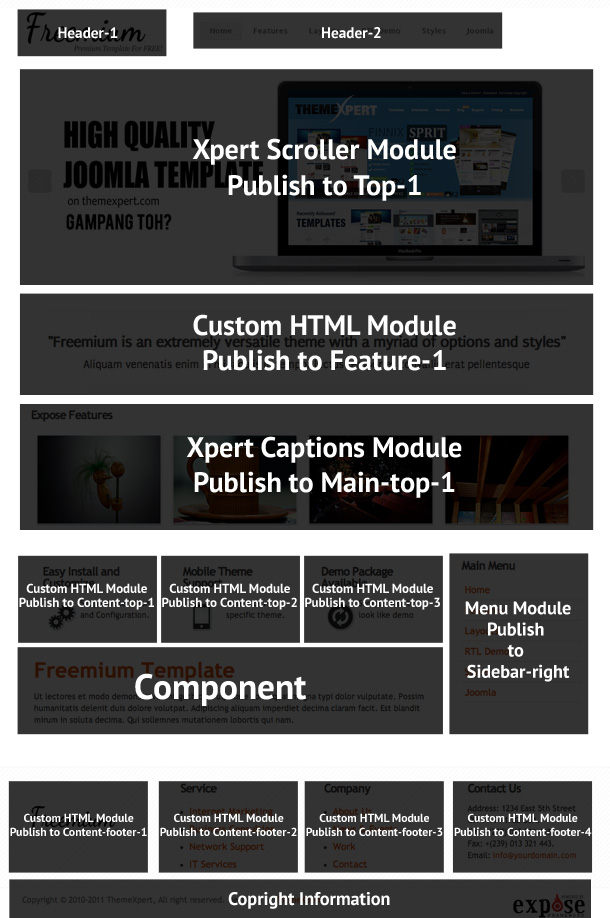 Freemium
Premium Template For FREE!
Header-1
Home Features Styles Joomla
Header-2
THEMEXPERT
FINNIX SPRIT
HIGH QUALITY
JOOMLA TEMPLATE
on themexpert.com
GAMPANG TOH?
Recently Released
TEMPLATES
Xpert Scroller Module
Publish to Top-1
Custom HTML Module
"Freemium is an extremely versatile theme with a myriad of options and styles"
Aliquam venenatis enim erat pellentesque
Publish to Feature-1
Expose Features
Xpert Captions Module
Publish to Main-top-1
Easy Install and
and Configuration.
Custom HTML Module
Publish to Content-top-1
Mobile Theme
specific theme.
Custom HTML Module
Publish to Content-top-2
Demo Package
look like demo
Custom HTML Module
Publish to Content-top-3
Freemium Template
Ut lectores et modo demon typi dolor vulputate. Possim
humanitatis delenit duis dolore volutpat. Adipiscing aliquam imperdiet decima claram facit. Est blandit
minim in soluta decima. Qui sollemnes mutationem lobortis qui nam.
Component
Main Menu
Home
RTL Demo
Joomla
Menu Module
Publish
to
Sidebar-right
Freemium
Custom HTML Module
Publish to Content-footer-1
Service
Internet Marketing
Network Support
IT Services
Custom HTML Module
Publish to Content-footer-2
Company
About Us
Work
Contact
Custom HTML Module
Publish to Content-footer-3
Contact Us
Address: 1234 East 5th Street
Fax: +(239) 013 321 443.
Email: info@yourdomain.com
Custom HTML Module
Publish to Content-footer-4
Copyright © 2010-2011 ThemeXpert, All right reserved.
Copright Information
expose